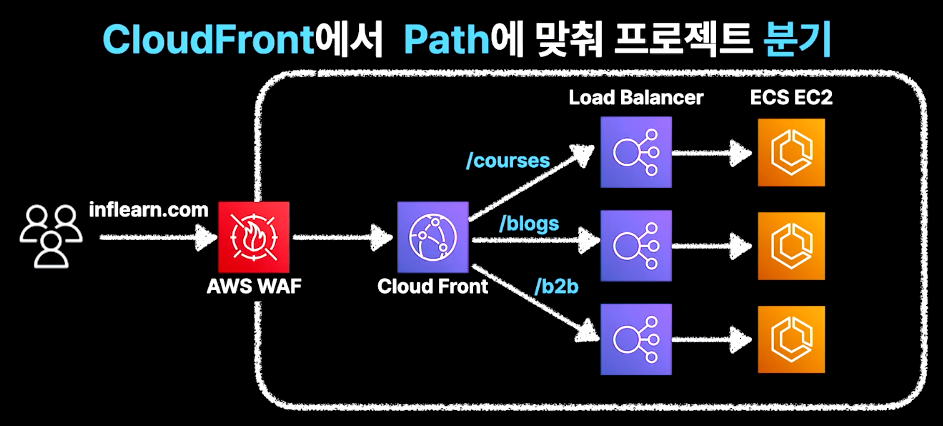 CloudFront에서 Path에 맞춰 프로젝트 분기
Load Balancer
ECS EC2
/courses
inflearn.com
/blogs
AWS WAF
Cloud Front
/b2b